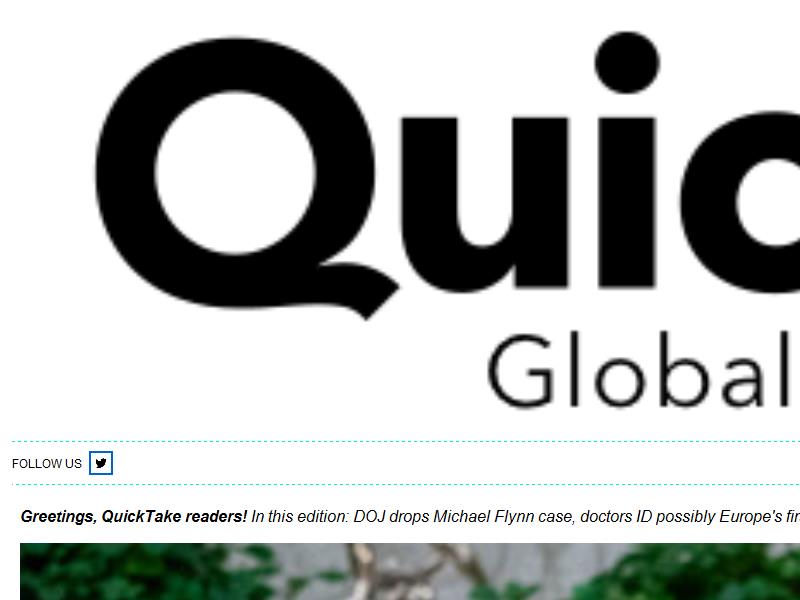 Quic
Global
FOLLOW US
Greetings, QuickTake readers! In this edition: DOJ drops Michael Flynn case, doctors ID possibly Europe's